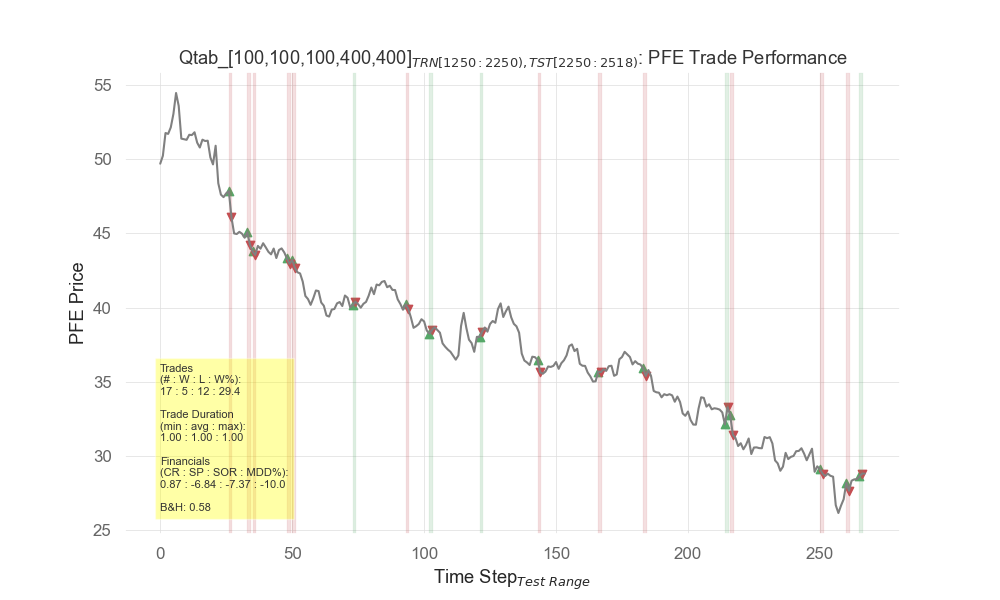 Qtab_[100,100,100,400,400]TRN[1250:2250),TST[2250:2518): PFE Trade Performance
55
50
45
40
35
30
25
PFE Price
Trades
(# : W : L : W%):
17 : 5 : 12 : 29.4
Trade Duration
(min : avg : max):
1.00 : 1.00 : 1.00
Financials
(CR : SP : SOR : MDD%):
0.87 : -6.84 : -7.37 : -10.0
B&H: 0.58
0 50 100 150 200 250
Time StepTest Range